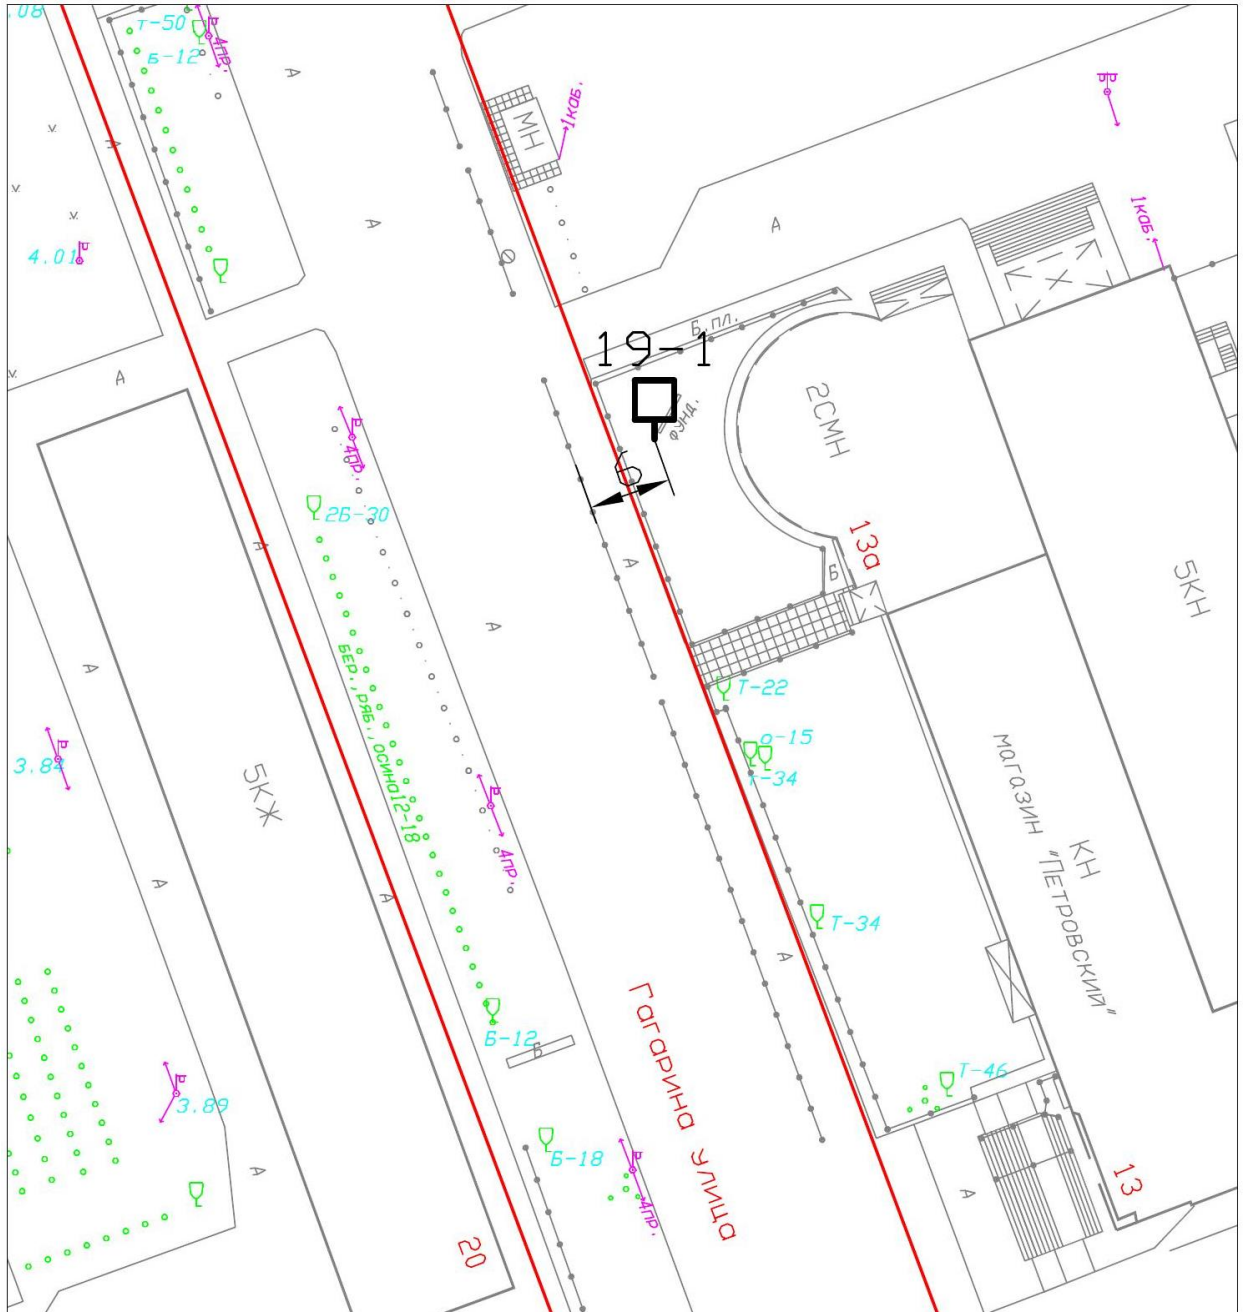 .08
Т-50
Б-12
4ПР.
А
V
V
V
А
МН
1каб.
А
4.01
1каб.
А
19-1
Б.пл.
ФУНД.
2СМН
6
V
А
4ПР.
2Б-30
А
А
13а
Б
5КН
А
А
БЕР.,РЯБ.,ОСИНА12-18
Т-22
о-15
Т-34
3.84
5КЖ
магазин "ПЕТРОВСКИЙ"
КН
4ПР.
А
А
Т-34
А
Б-12
Б
Гагарина улица
Т-46
3.89
Б-18
А
4ПР.
А
13
20